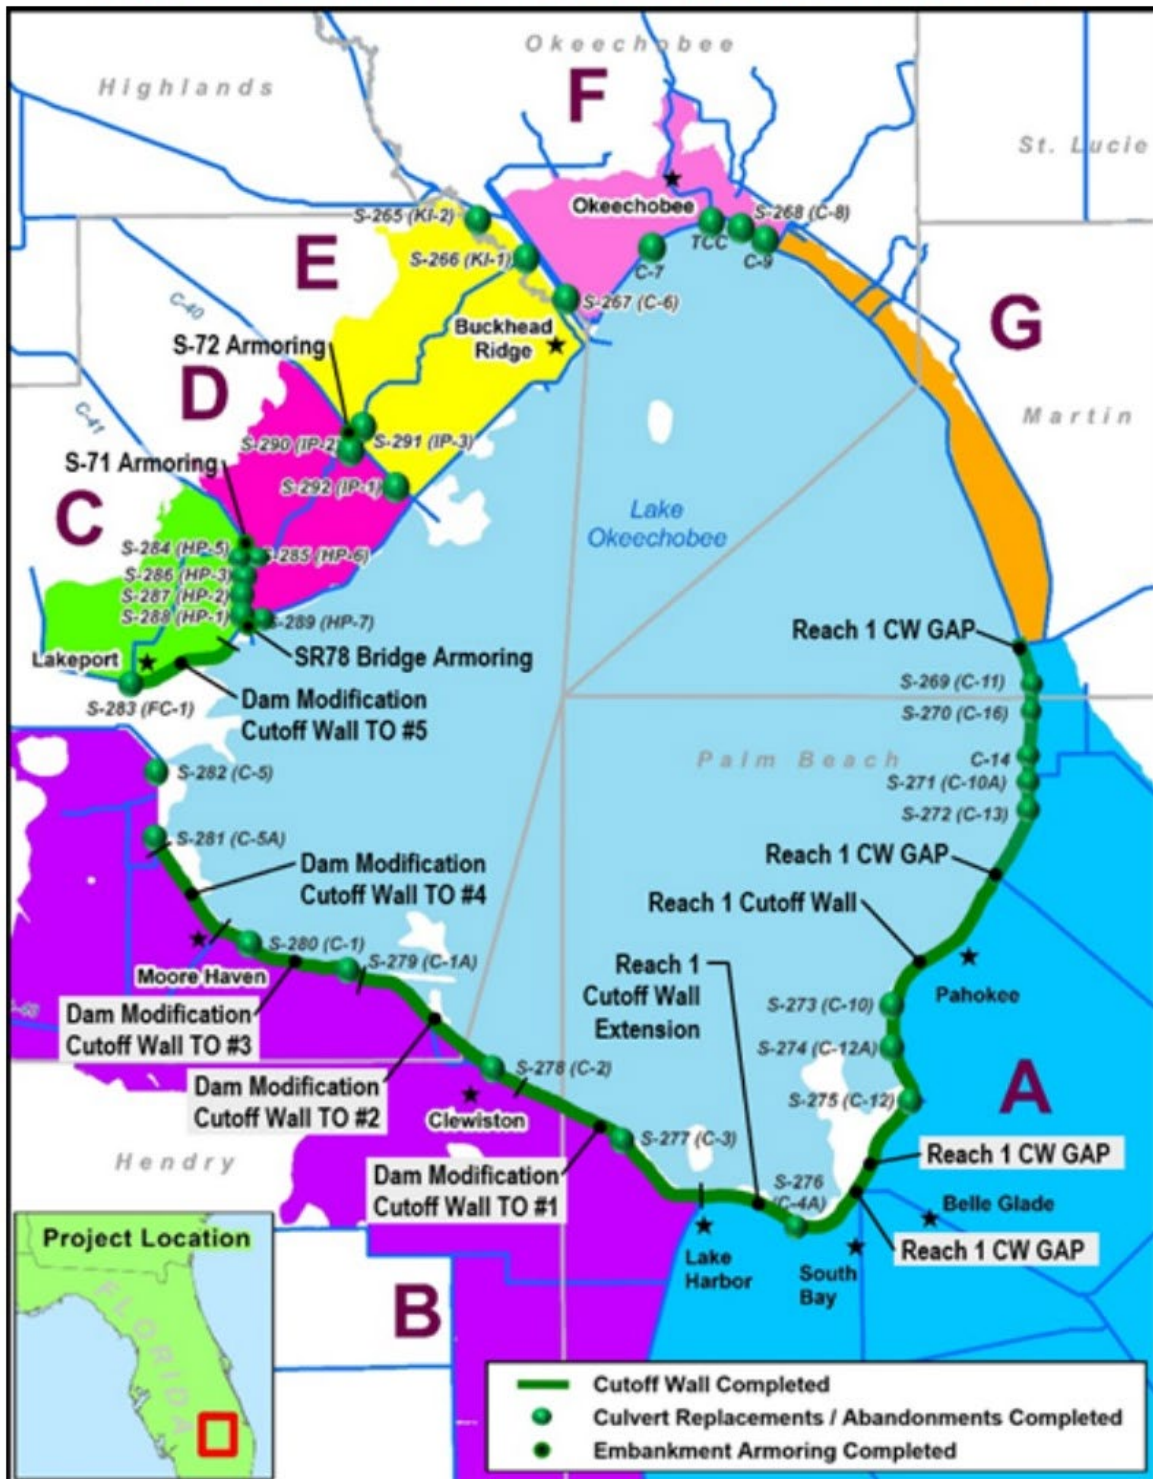 Okeechobee
Highlands
F
St. Lucie
Okeechobee
S-265 (KI-2)
S-268 (C-8)
TCC
C-9
C-7
E
S-266 (KI-1)
C-40
S-267 (C-6)
G
Buckhead
Ridge
S-72 Armoring
D
Martin
C-41
S-290 (IP-2)
S-291 (IP-3)
S-71 Armoring
S-292 (IP-1)
C
Lake
Okeechobee
S-284 (HP-5)
S-285 (HP-6)
S-286 (HP-3)
S-287 (HP-2)
S-288 (HP-1)
S-289 (HP-7)
Reach 1 CW GAP
Lakeport
SR78 Bridge Armoring
S-269 (C-11)
S-283 (FC-1)
Dam Modification
Cutoff Wall TO #5
S-270 (C-16)
Palm Beach
C-14
S-282 (C-5)
S-271 (C-10A)
S-272 (C-13)
S-281 (C-5A)
Reach 1 CW GAP
Dam Modification
Cutoff Wall TO #4
Reach 1 Cutoff Wall
S-280 (C-1)
S-279 (C-1A)
Moore Haven
Reach 1
Cutoff Wall
Extension
Pahokee
S-273 (C-10)
Dam Modification
Cutoff Wall TO #3
S-274 (C-12A)
S-278 (C-2)
Dam Modification
Cutoff Wall TO #2
A
S-275 (C-12)
Clewiston
S-277 (C-3)
Reach 1 CW GAP
Hendry
Dam Modification
Cutoff Wall TO #1
S-276
(C-4A)
Belle Glade
Reach 1 CW GAP
Lake
Harbor
South
Bay
B
Project Location
FLORIDA
Cutoff Wall Completed
Culvert Replacements / Abandonments Completed
Embankment Armoring Completed